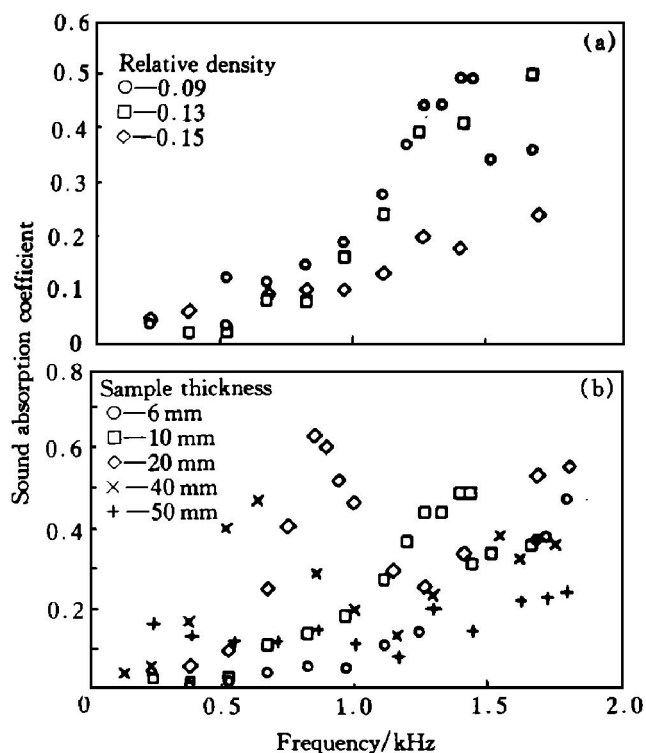 0.6
(a)
Relative density
○—0.09
□—0.13
◇—0.15
0.5
0.4
0.3
0.2
0.1
0
Sound absorption coefficient
0.8
(b)
Sample thickness
○—6 mm
□—10 mm
◇—20 mm
×—40 mm
+—50 mm
0.6
0.4
0.2
0 0.5 1.0 1.5 2.0
Frequency/kHz